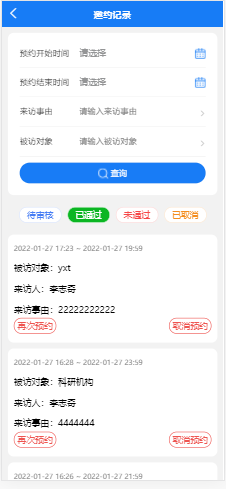 邀约记录
预约开始时间 请选择
预约结束时间 请选择
来访事由 请输入来访事由
被访对象 请输入被访对象
查询
待审核 已通过 未通过 已取消
2022-01-27 17:23 ~ 2022-01-27 19:59
被访对象：yxt
来访人：李志奇
来访事由：22222222222
再次预约 取消预约
2022-01-27 16:28 ~ 2022-01-27 23:59
被访对象：科研机构
来访人：李志奇
来访事由：4444444
再次预约 取消预约
2022-01-27 16:26 ~ 2022-01-27 21:59